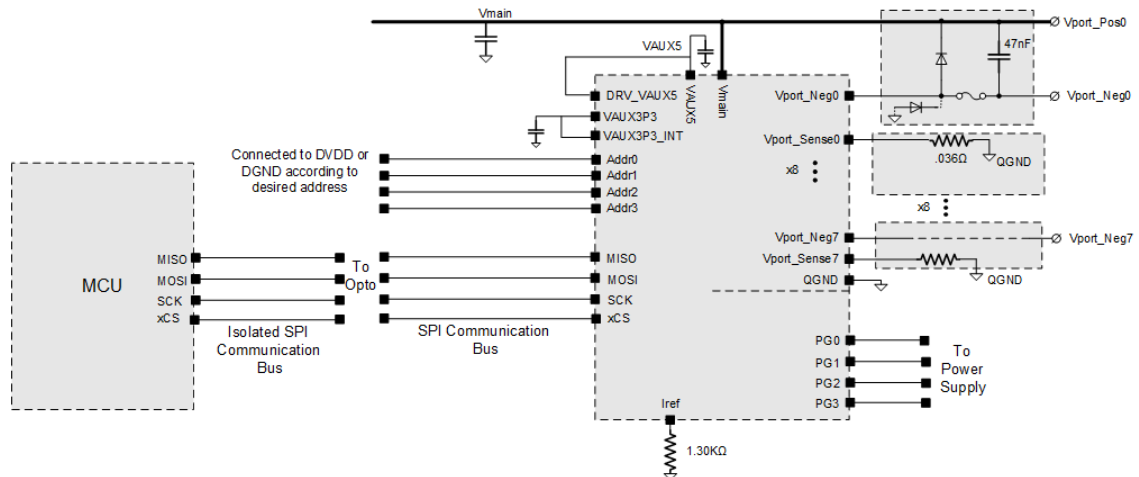 Vmain
Vport_Pos0
VAUX5
47nF
DRV_VAUX5
VAUX5
Vmain
Vport_Neg0
Vport_Neg0
VAUX3P3
VAUX3P3_INT
Vport_Sense0
.036Ω
QGND
Connected to DVDD or
DGND according to
desired address
Addr0
Addr1
Addr2
Addr3
x8
x8
Vport_Neg7
Vport_Neg7
Vport_Sense7
QGND
QGND
MCU
MISO
MOSI
SCK
xCS
To
Opto
MISO
MOSI
SCK
xCS
Isolated SPI
Communication
Bus
SPI Communication
Bus
PG0
PG1
PG2
PG3
To
Power
Supply
Iref
1.30KΩ